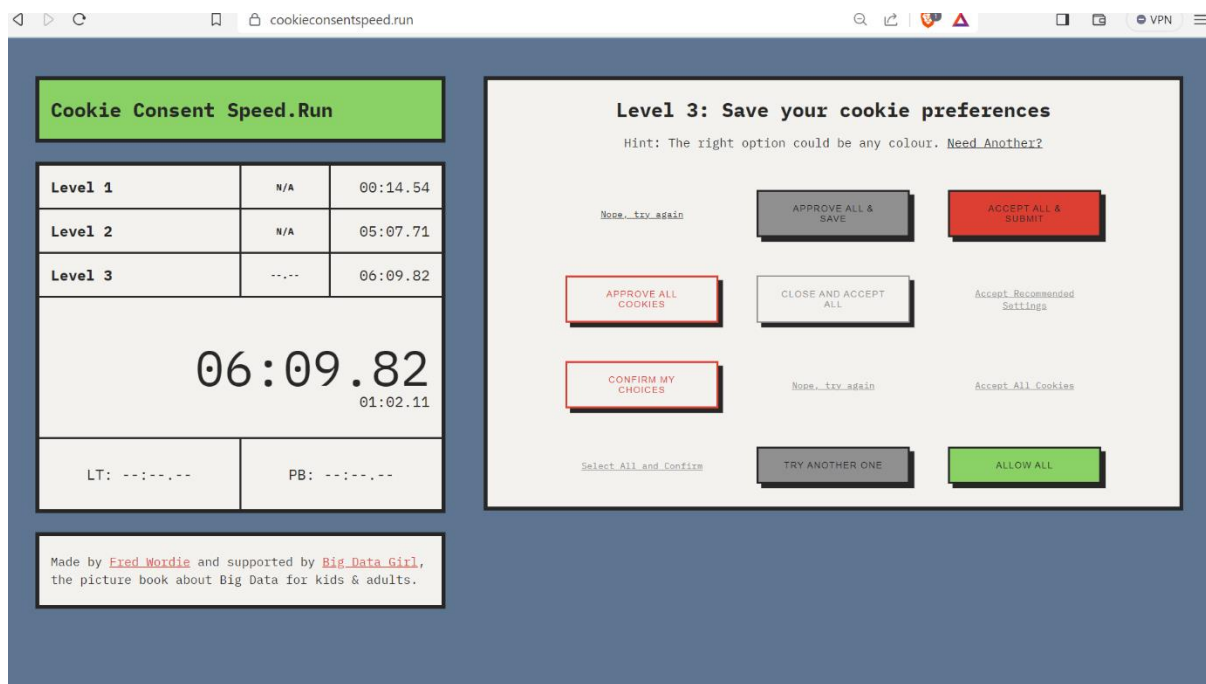 cookieconsentspeed.run
VPN
Cookie Consent Speed.Run
Level 1 N/A 00:14.54
Level 2 N/A 05:07.71
Level 3 --.-- 06:09.82
06:09.82
01:02.11
LT: --:--.-- PB: --:--.--
Made by Fred Wordie and supported by Big Data Girl,
the picture book about Big Data for kids & adults.
Level 3: Save your cookie preferences
Hint: The right option could be any colour. Need Another?
Nope, try again
APPROVE ALL &
SAVE
ACCEPT ALL &
SUBMIT
APPROVE ALL
COOKIES
CLOSE AND ACCEPT
ALL
Accept Recommended
Settings
CONFIRM MY
CHOICES
Nope, try again
Accept All Cookies
Select All and Confirm
TRY ANOTHER ONE
ALLOW ALL